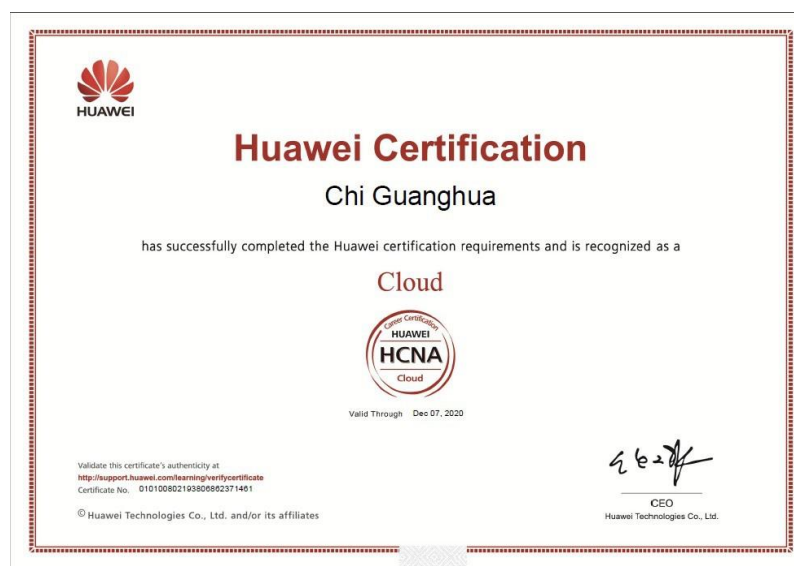 HUAWEI
Huawei Certification
Chi Guanghua
has successfully completed the Huawei certification requirements and is recognized as a
Cloud
Career Certification
HUAWEI
HCNA
Cloud
Valid Through Dec 07, 2020
Validate this certificate's authenticity at
http://support.huawei.com/learning/verifycertificate
Certificate No. 010100802193806862371461
© Huawei Technologies Co., Ltd. and/or its affiliates
CEO
Huawei Technologies Co., Ltd.